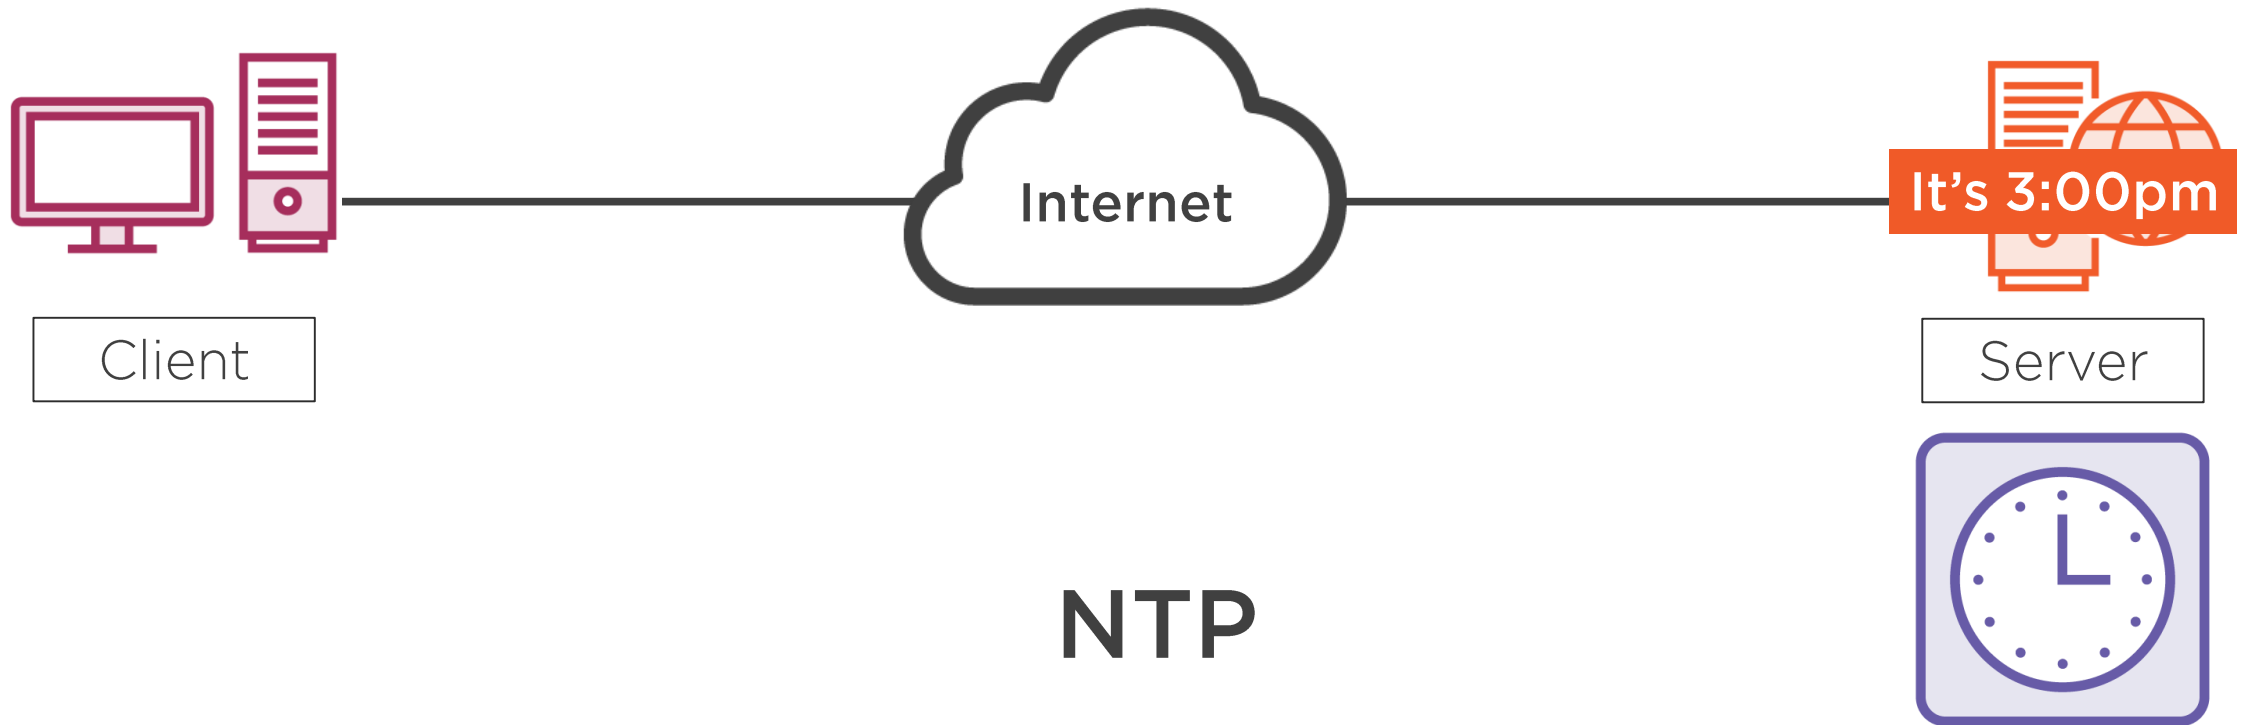 Internet
It’s 3:00pm
Client
Server
NTP